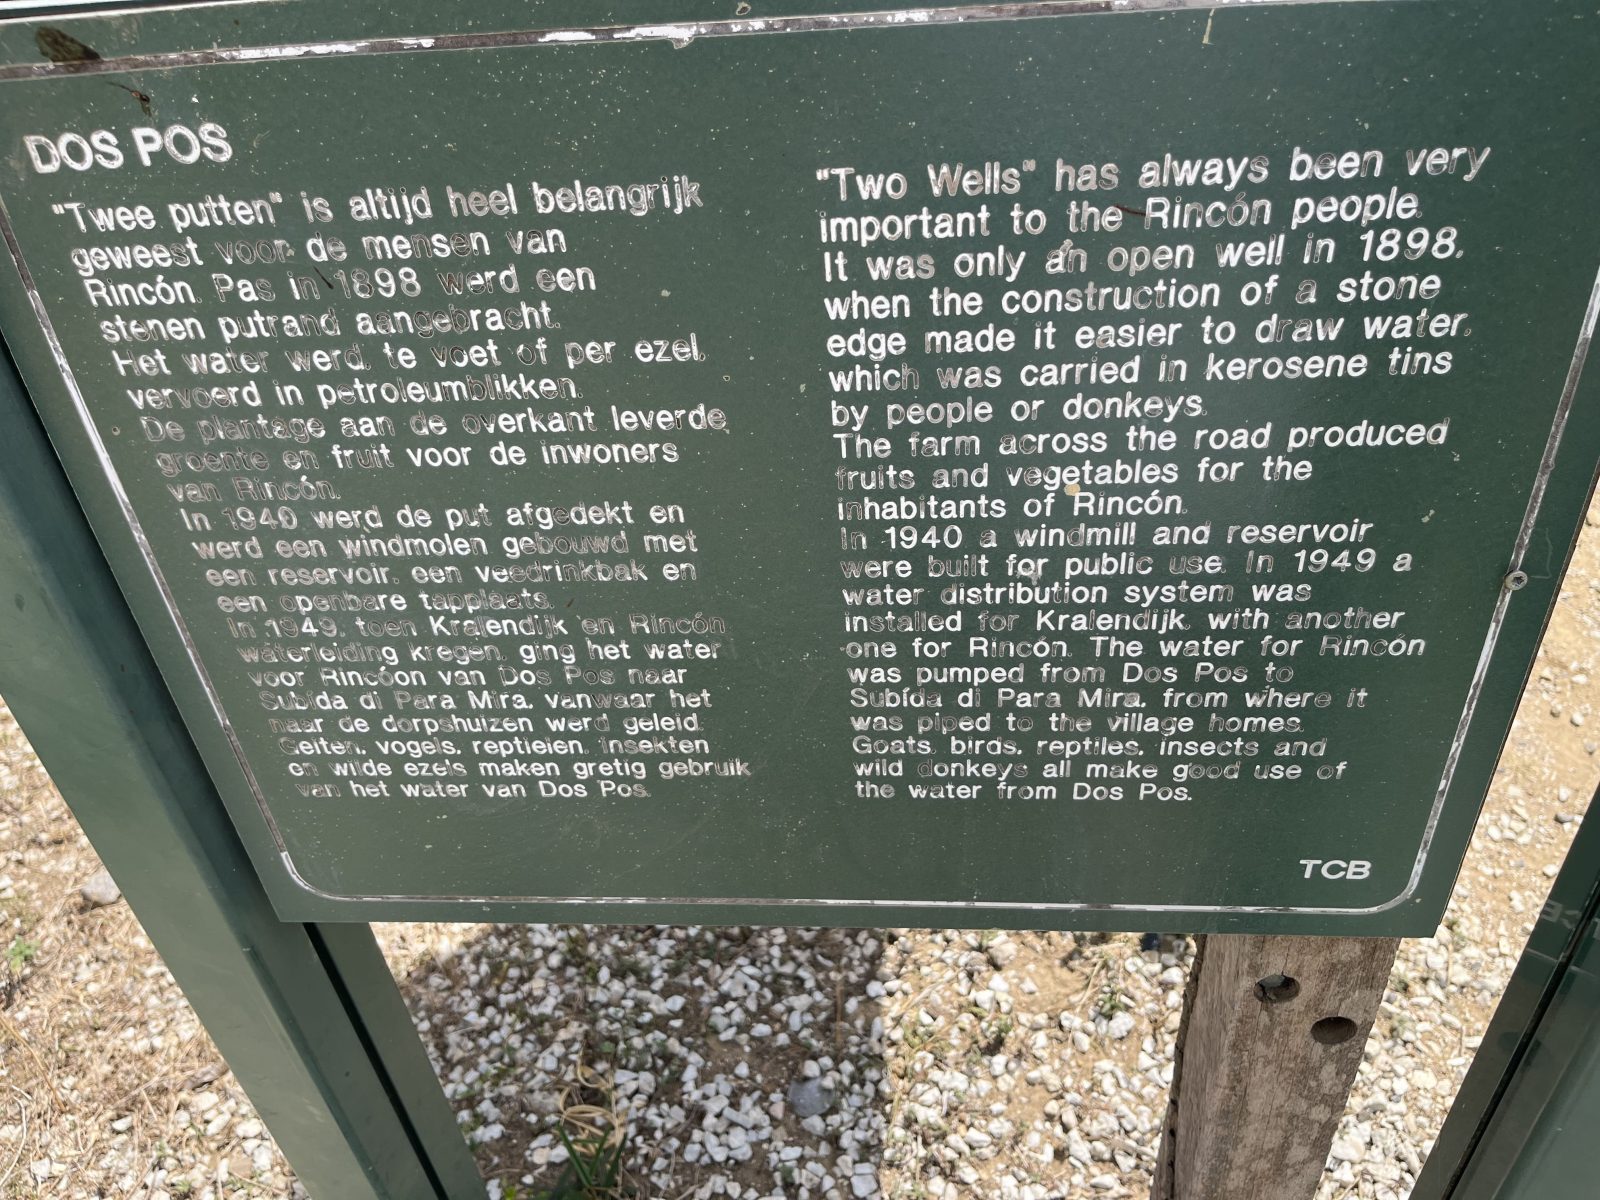 DOS POS
"Twee putten" is altijd heel belangrijk
geweest voor de mensen van
Rincón. Pas in 1898 werd een
stenen putrand aangebracht.
Het water werd, te voet of per ezel,
vervoerd in petroleumblikken.
De plantage aan de overkant leverde
groente en fruit voor de inwoners
van Rincón.
In 1940 werd de put afgedekt en
werd een windmolen gebouwd met
een reservoir, een veedrinkbak en
een openbare tapplaats.
In 1949, toen Kralendijk en Rincón
waterleiding kregen, ging het water
voor Rincóon van Dos Pos naar
Subída di Para Mira, vanwaar het
naar de dorpshuizen werd geleid.
Geiten, vogels, reptielen, insekten
en wilde ezels maken gretig gebruik
van het water van Dos Pos.
"Two Wells" has always been very
important to the Rincón people.
It was only an open well in 1898,
when the construction of a stone
edge made it easier to draw water,
which was carried in kerosene tins
by people or donkeys.
The farm across the road produced
fruits and vegetables for the
inhabitants of Rincón.
In 1940 a windmill and reservoir
were built for public use. In 1949 a
water distribution system was
installed for Kralendijk, with another
one for Rincón. The water for Rincón
was pumped from Dos Pos to
Subída di Para Mira, from where it
was piped to the village homes.
Goats, birds, reptiles, insects and
wild donkeys all make good use of
the water from Dos Pos.
TCB